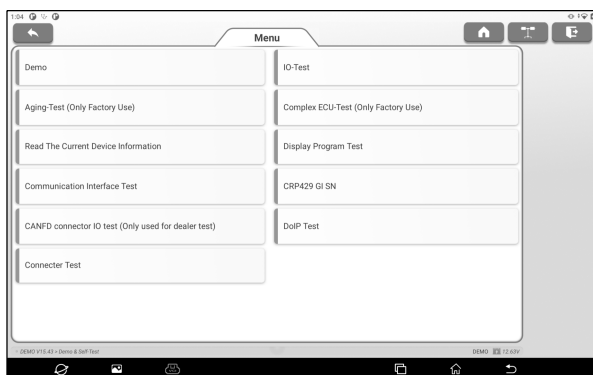 1:04
Menu
Demo
IO-Test
Aging-Test (Only Factory Use)
Complex ECU-Test (Only Factory Use)
Read The Current Device Information
Display Program Test
Communication Interface Test
CRP429 GI SN
CANFD connector IO test (Only used for dealer test)
DoIP Test
Connecter Test
DEMO V15.43 > Demo & Self-Test
DEMO 12.63V